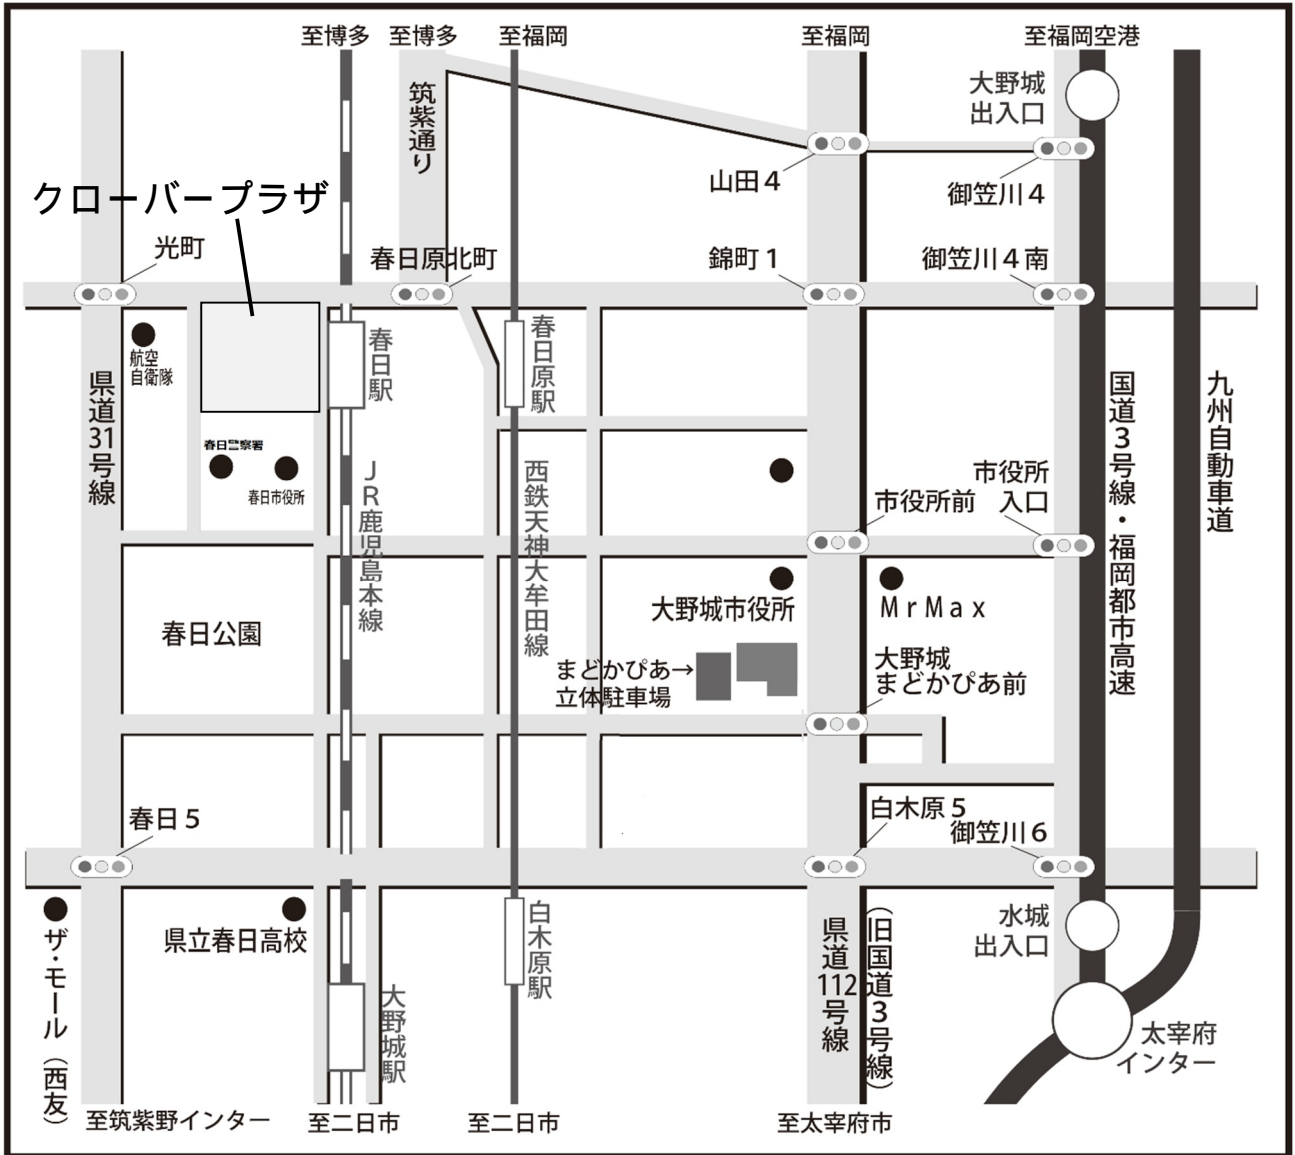 至博多
至博多
至福岡
至福岡
至福岡空港
大野城
出入口
筑紫通り
山田4
御笠川4
クローバープラザ
光町
春日原北町
錦町1
御笠川4南
航空
自衛隊
春日駅
春日原駅
県道31号線
国道3号線・福岡都市高速
九州自動車道
春日警察署
春日市役所
JR鹿児島本線
西鉄天神大牟田線
市役所前
市役所
入口
大野城市役所
MrMax
春日公園
まどかぴあ→
立体駐車場
大野城
まどかぴあ前
春日5
白木原5
御笠川6
ザ・モール(西友)
県立春日高校
白木原駅
県道112号線
(旧国道3号線)
水城
出入口
大野城駅
太宰府
インター
至筑紫野インター
至二日市
至二日市
至太宰府市